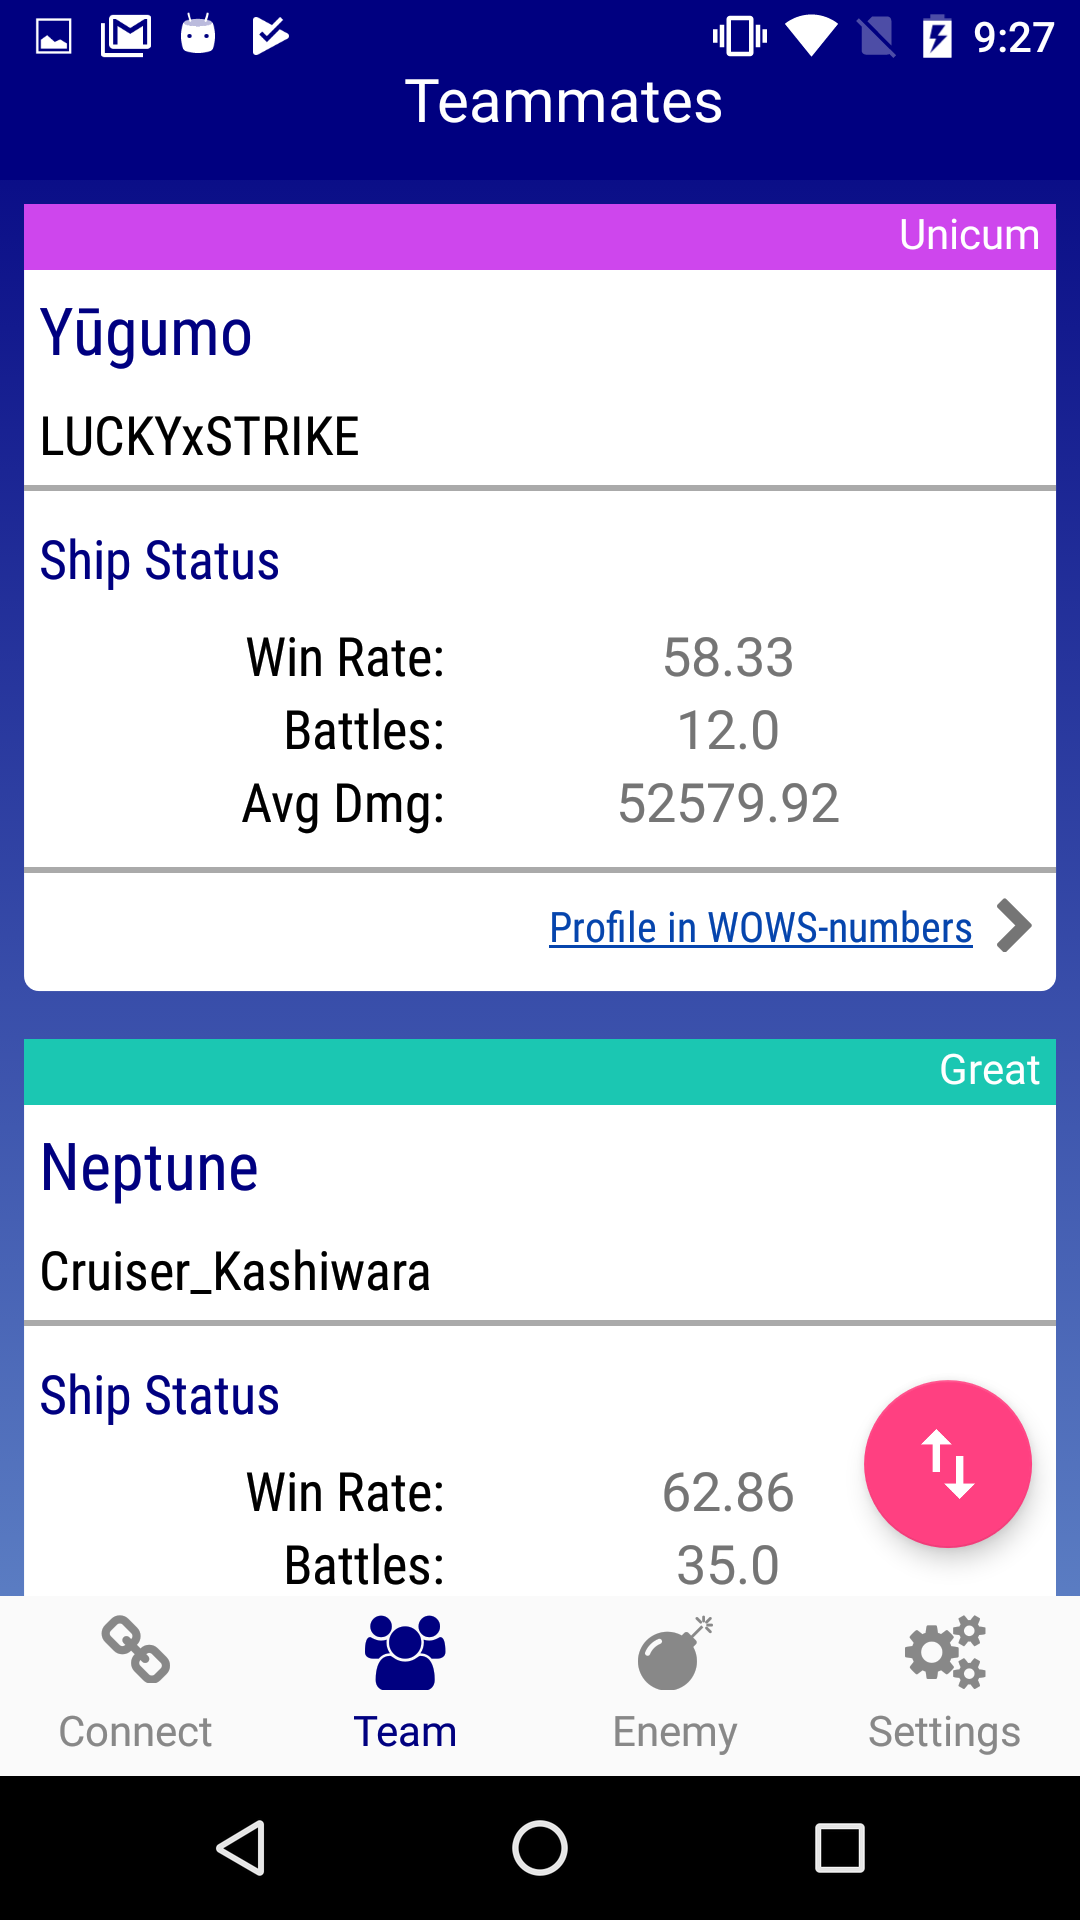 9:27
Teammates
Unicum
Yūgumo
LUCKYxSTRIKE
Ship Status
Win Rate: 58.33
Battles: 12.0
Avg Dmg: 52579.92
Profile in WOWS-numbers
Great
Neptune
Cruiser_Kashiwara
Ship Status
Win Rate: 62.86
Battles: 35.0
Connect Team Enemy Settings